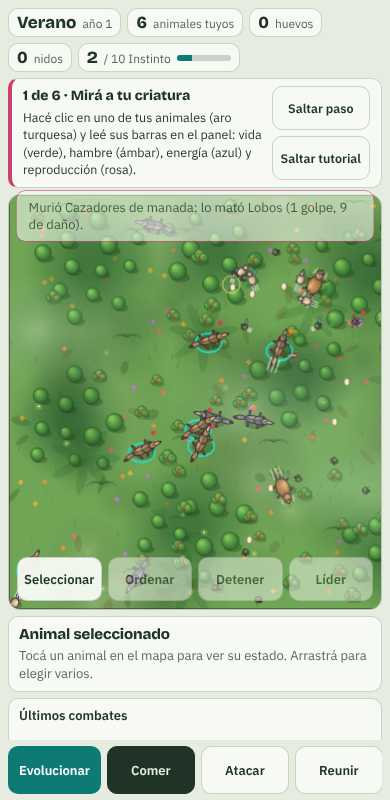 Verano año 1
6 animales tuyos
0 huevos
0 nidos
2 / 10 Instinto
1 de 6 · Mirá a tu criatura
Hacé clic en uno de tus animales (aro
turquesa) y leé sus barras en el panel: vida
(verde), hambre (ámbar), energía (azul) y
reproducción (rosa).
Saltar paso
Saltar tutorial
Murió Cazadores de manada; lo mató Lobos (1 golpe, 9
de daño).
Seleccionar
Ordenar
Detener
Líder
Animal seleccionado
Tocá un animal en el mapa para ver su estado. Arrastrá para
elegir varios.
Últimos combates
Evolucionar
Comer
Atacar
Reunir